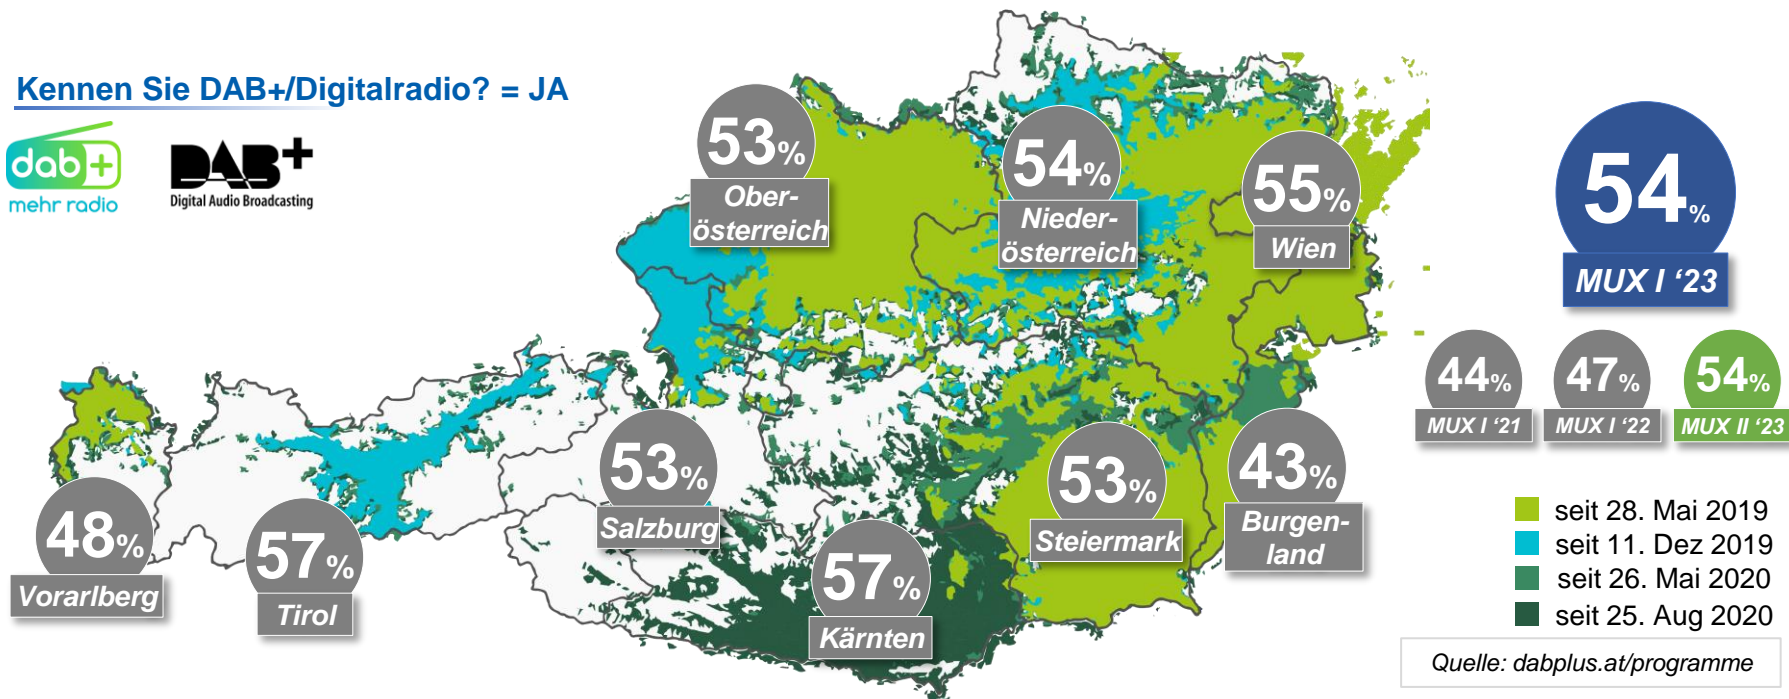 Kennen Sie DAB+/Digitalradio? = JA
dab+
mehr radio
DAB+
Digital Audio Broadcasting
53%
Ober-
österreich
54%
Nieder-
österreich
55%
Wien
54%
MUX I ‘23
44%
MUX I ‘21
47%
MUX I ‘22
54%
MUX II ‘23
48%
Vorarlberg
57%
Tirol
53%
Salzburg
57%
Kärnten
53%
Steiermark
43%
Burgen-
land
seit 28. Mai 2019
seit 11. Dez 2019
seit 26. Mai 2020
seit 25. Aug 2020
Quelle: dabplus.at/programme